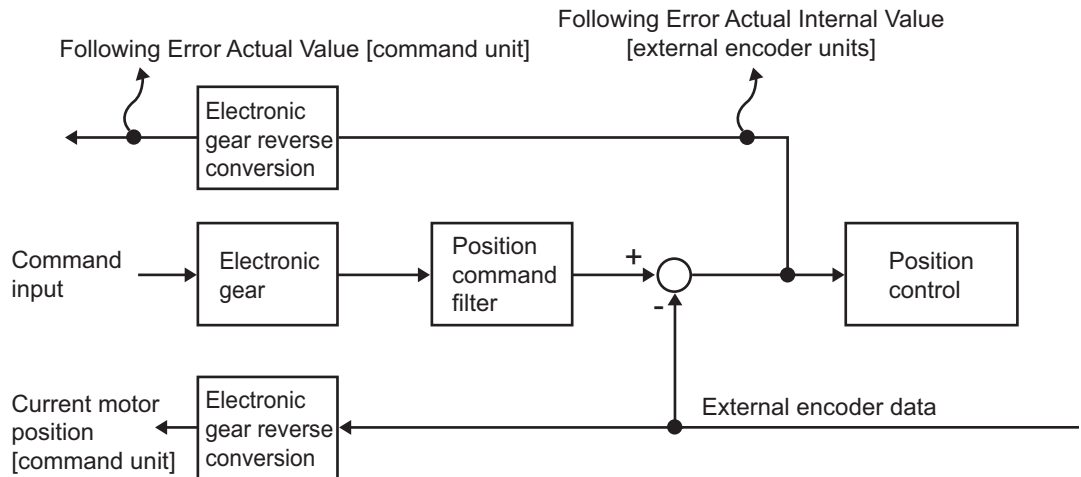 Following Error Actual Value [command unit]
Following Error Actual Internal Value
[external encoder units]
Electronic
gear reverse
conversion
Command
input
Electronic
gear
Position
command
filter
+
-
Position
control
Current motor
position
[command unit]
Electronic
gear reverse
conversion
External encoder data